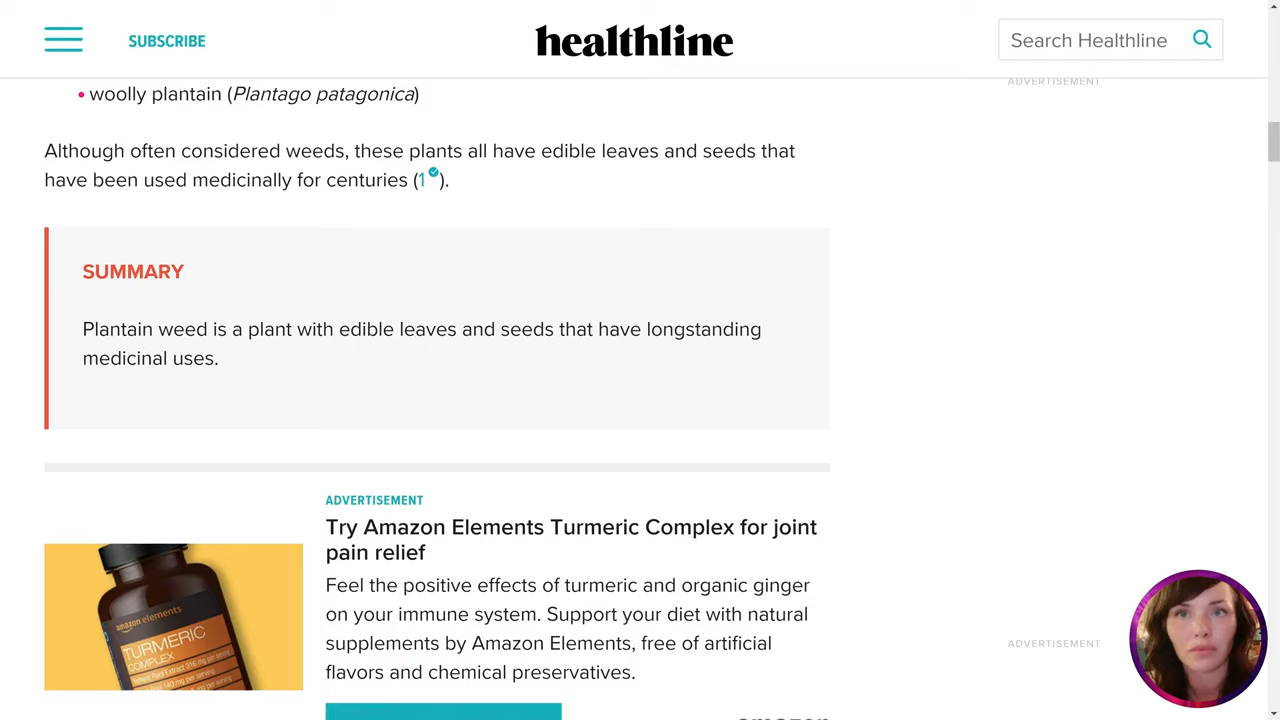 SUBSCRIBE
healthline
Search Healthline
ADVERTISEMENT
• woolly plantain (Plantago patagonica)
Although often considered weeds, these plants all have edible leaves and seeds that
have been used medicinally for centuries (1).
SUMMARY
Plantain weed is a plant with edible leaves and seeds that have longstanding
medicinal uses.
ADVERTISEMENT
Try Amazon Elements Turmeric Complex for joint
pain relief
Feel the positive effects of turmeric and organic ginger
on your immune system. Support your diet with natural
supplements by Amazon Elements, free of artificial
flavors and chemical preservatives.
amazon elements
TURMERIC
COMPLEX
ADVERTISEMENT
amazon